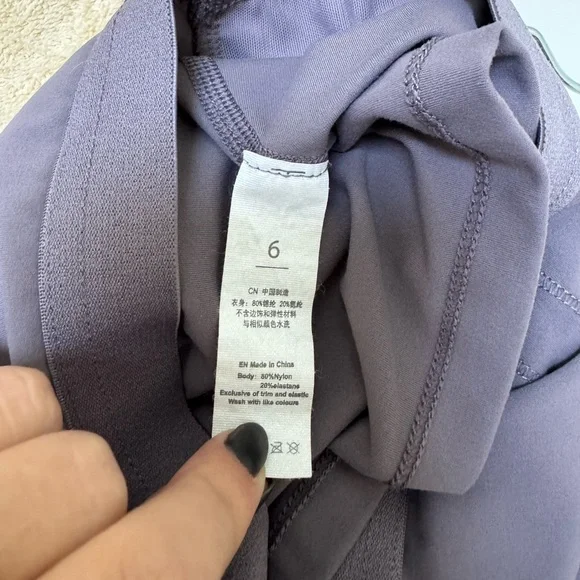 6
CN 中国制造
衣身：80%锦纶 20%氨纶
不含边饰和弹性材料
与相似颜色水洗
EN Made in China
Body: 80%Nylon
20%elastane
Exclusive of trim and elastic
Wash with like colours